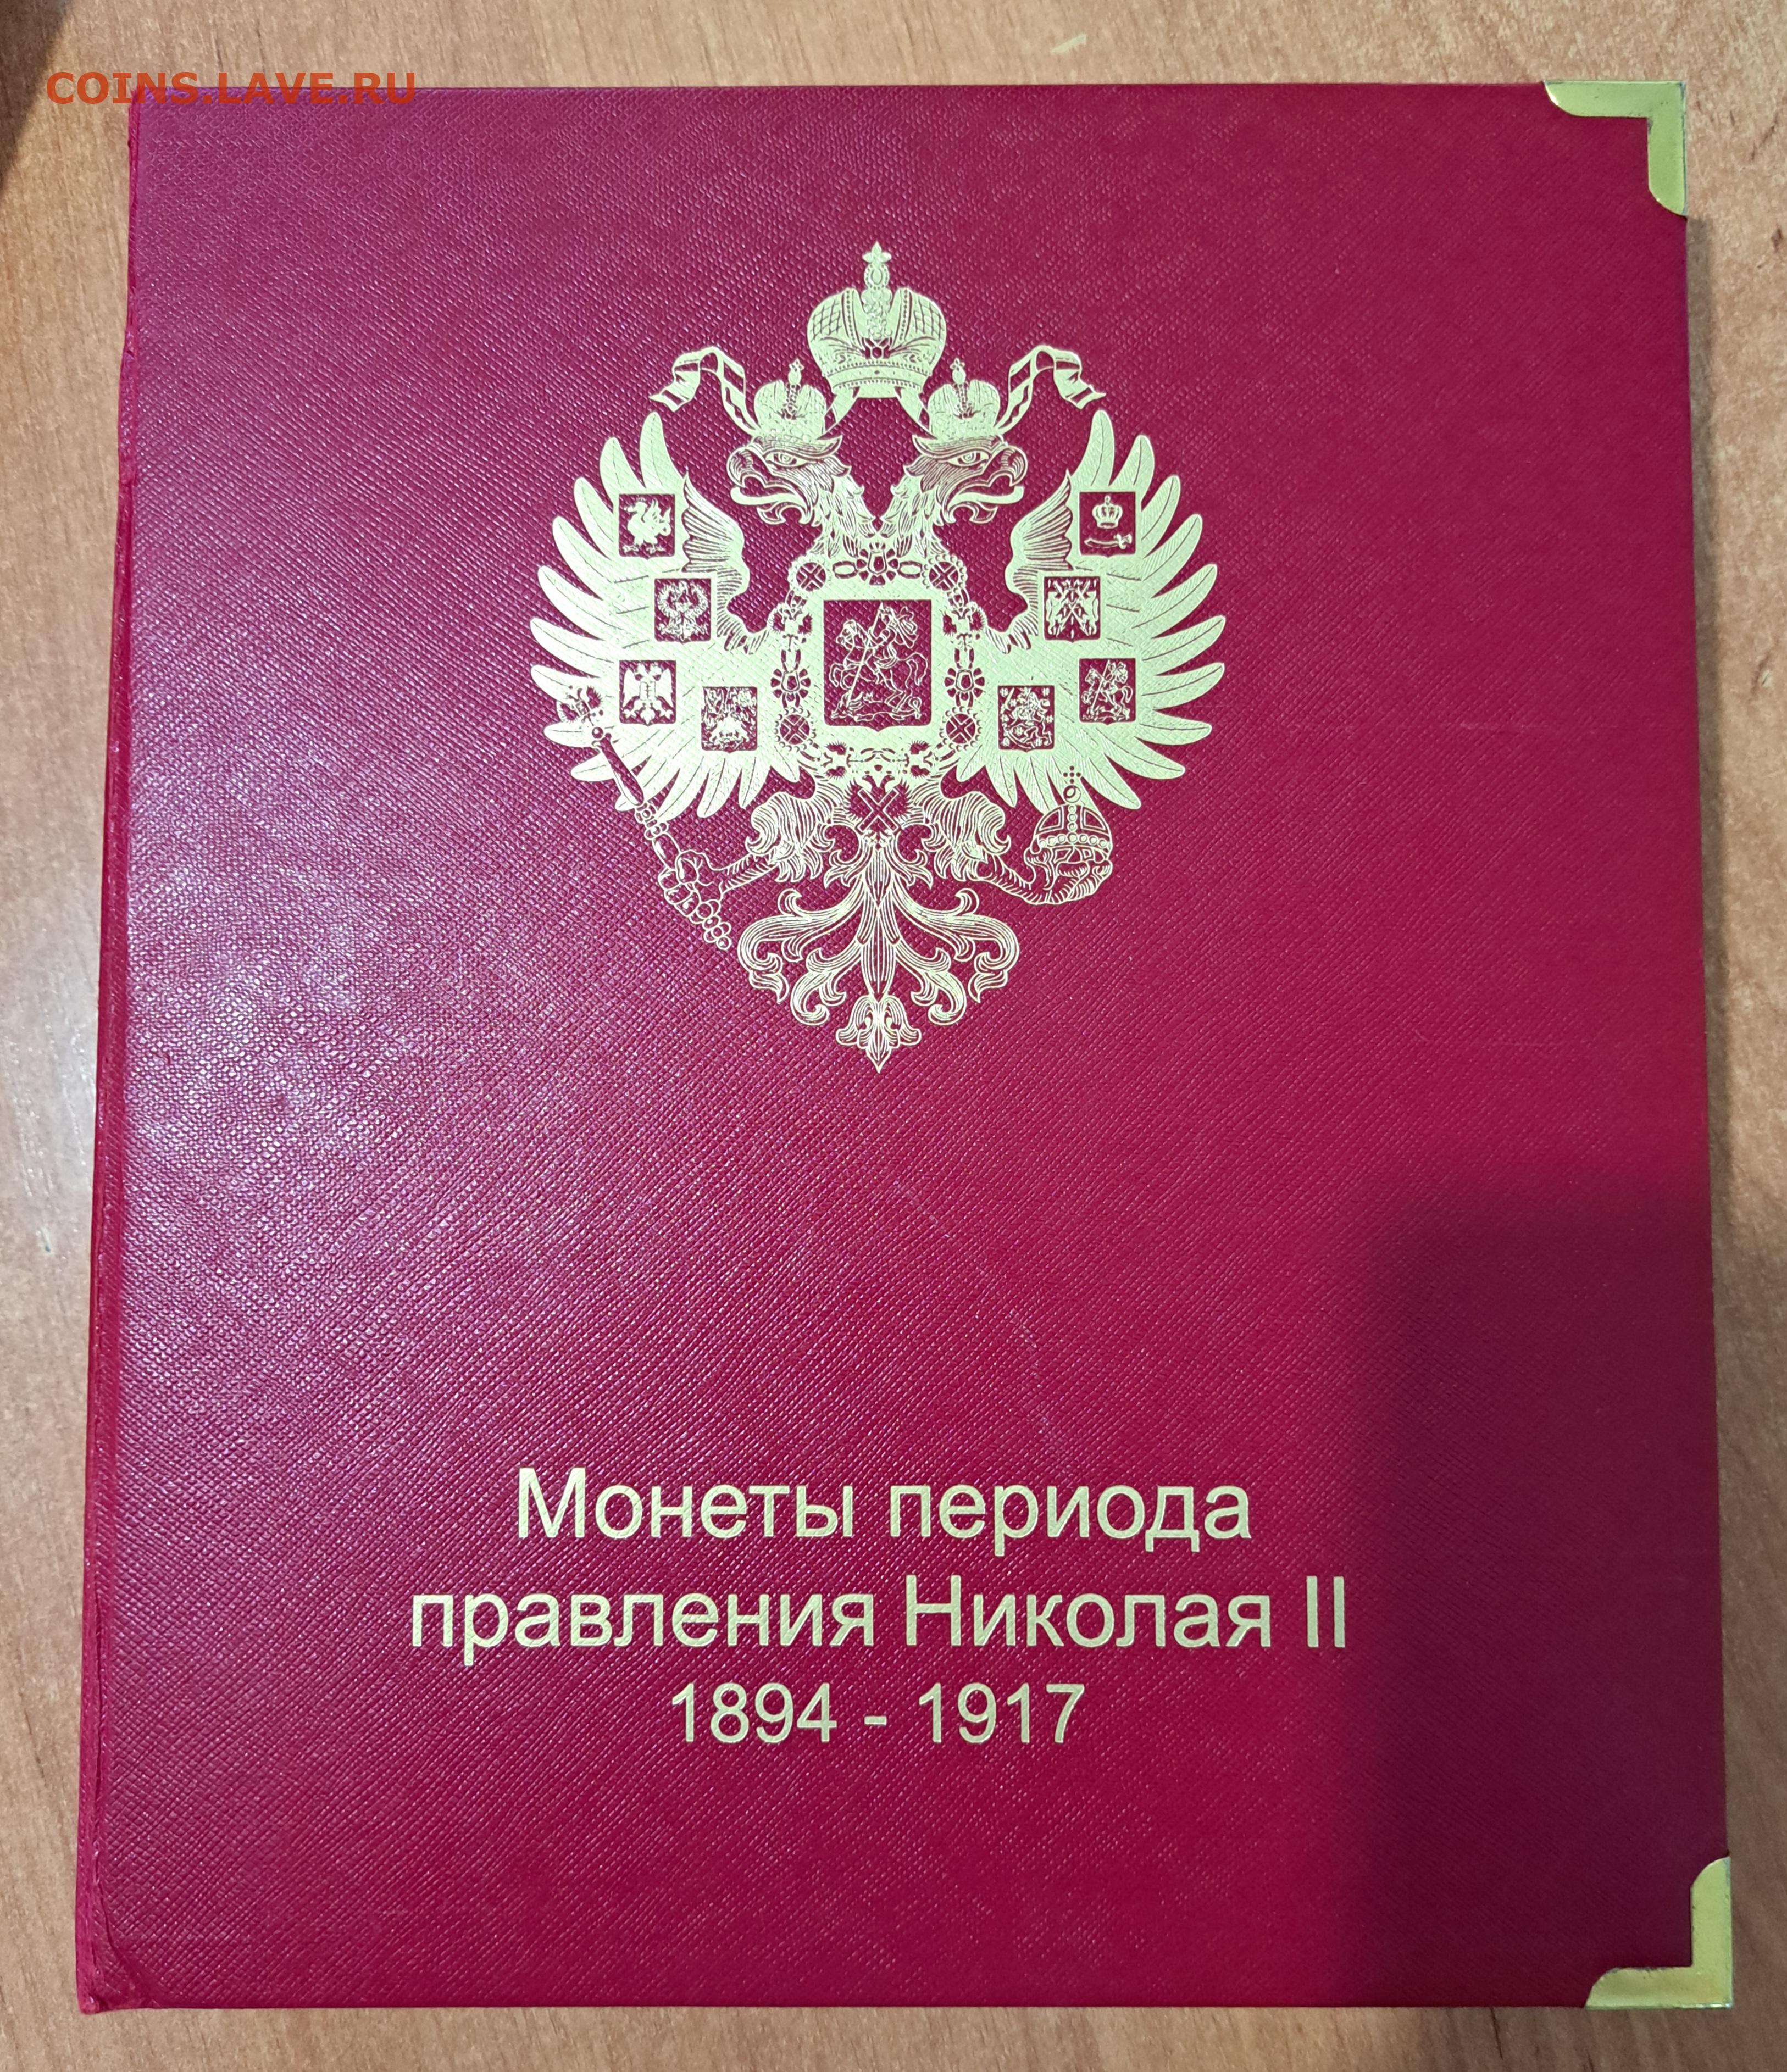 COINS.LAVE.RU
Монеты периода
правления Николая II
1894 - 1917